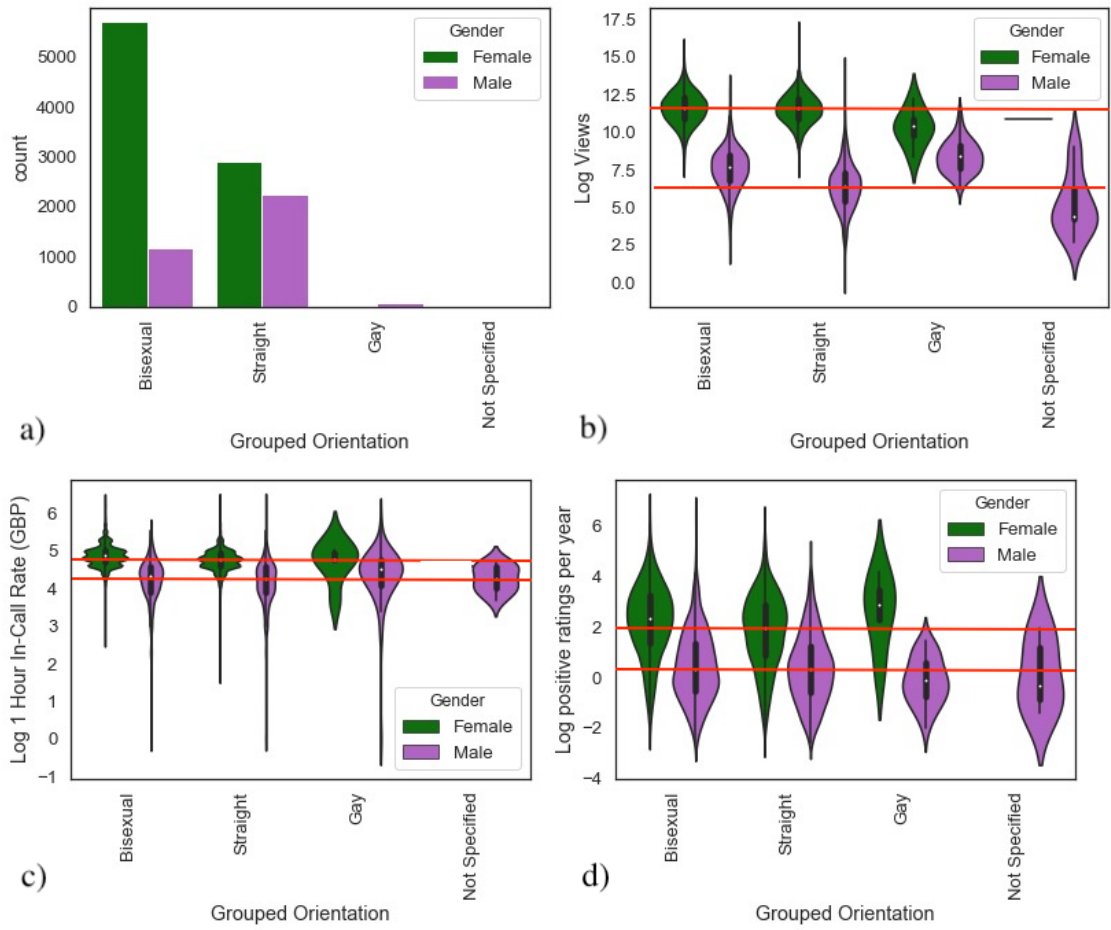 Gender
Female
Male
count
5000
4000
3000
2000
1000
0
Bisexual
Straight
Gay
Not Specified
Grouped Orientation
a)
Gender
Female
Male
Log Views
17.5
15.0
12.5
10.0
7.5
5.0
2.5
0.0
Bisexual
Straight
Gay
Not Specified
Grouped Orientation
b)
Log 1 Hour In-Call Rate (GBP)
6
5
4
3
2
1
0
−1
Gender
Female
Male
Bisexual
Straight
Gay
Not Specified
Grouped Orientation
c)
Gender
Female
Male
Log positive ratings per year
6
4
2
0
−2
−4
Bisexual
Straight
Gay
Not Specified
Grouped Orientation
d)